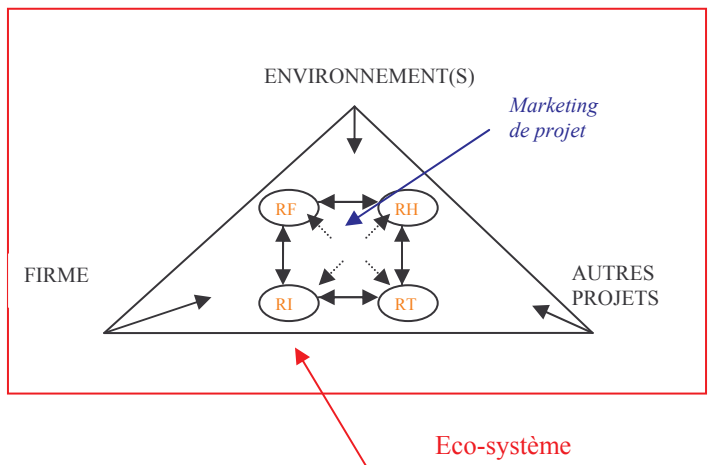 ENVIRONNEMENT(S)
Marketing
de projet
RF
RH
FIRME
AUTRES
PROJETS
RI
RT
Eco-système